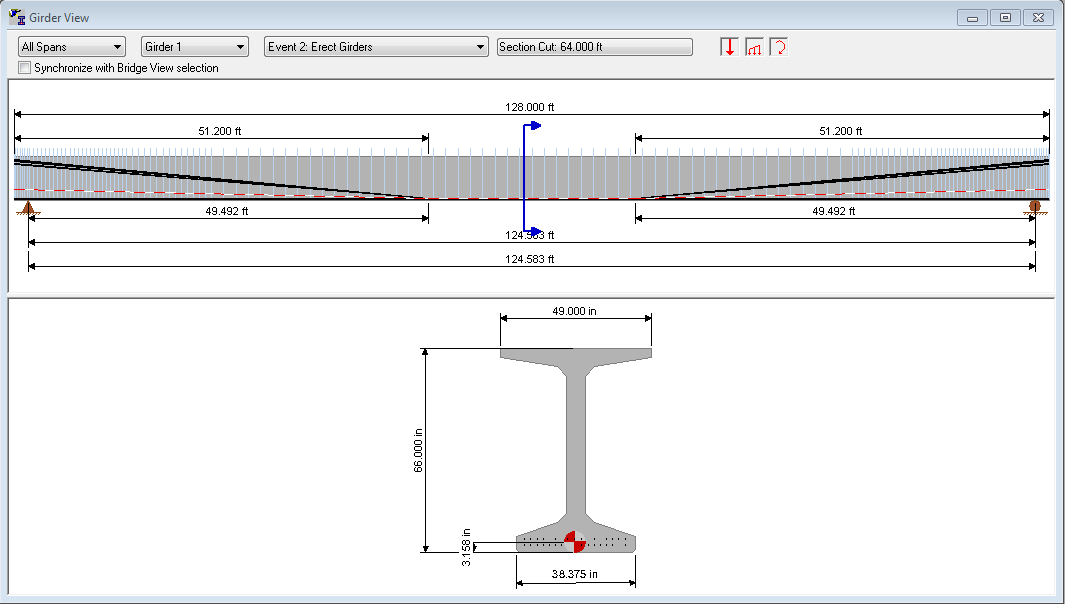 Girder View
All Spans Girder 1 Event 2: Erect Girders Section Cut: 64.000 ft
Synchronize with Bridge View selection
128.000 ft
51.200 ft 51.200 ft
49.492 ft 49.492 ft
124.583 ft
124.583 ft
49.000 in
66.000 in
3.158 in
38.375 in